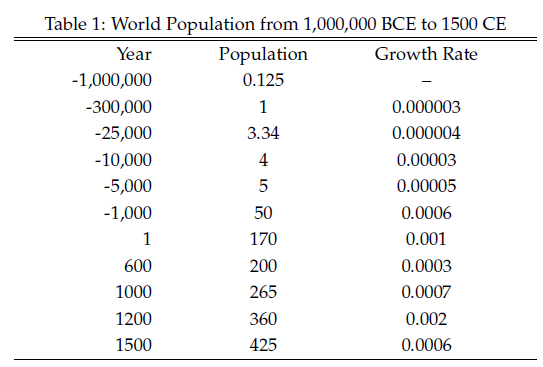 Table 1: World Population from 1,000,000 BCE to 1500 CE
Year Population Growth Rate
-1,000,000 0.125 –
-300,000 1 0.000003
-25,000 3.34 0.000004
-10,000 4 0.00003
-5,000 5 0.00005
-1,000 50 0.0006
1 170 0.001
600 200 0.0003
1000 265 0.0007
1200 360 0.002
1500 425 0.0006